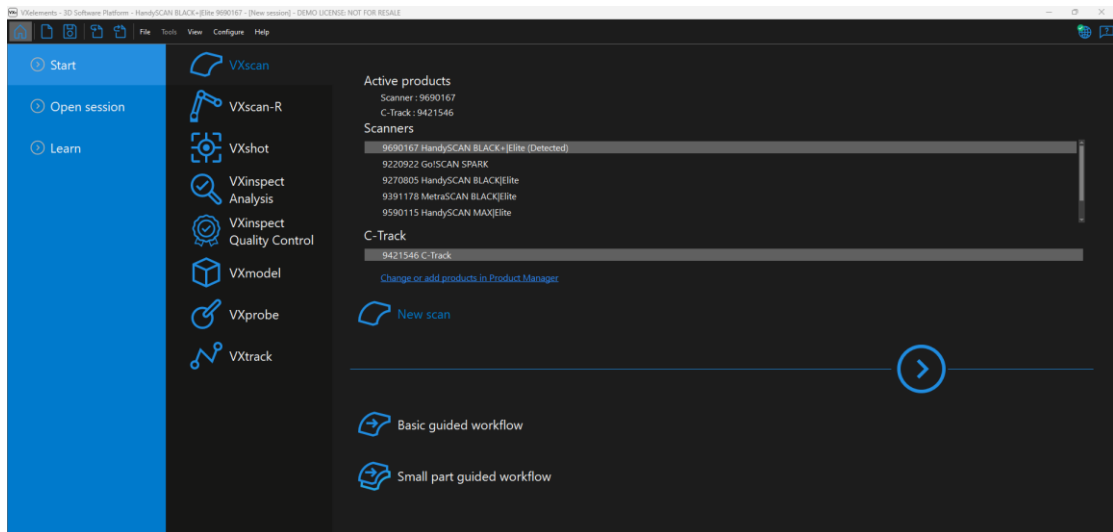 VXelements - 3D Software Platform - HandySCAN BLACK+|Elite 9690167 - [New session] - DEMO LICENSE: NOT FOR RESALE
File Tools View Configure Help
Start
Open session
Learn
VXscan
VXscan-R
VXshot
VXinspect
Analysis
VXinspect
Quality Control
VXmodel
VXprobe
VXtrack
Active products
Scanner : 9690167
C-Track : 9421546
Scanners
9690167 HandySCAN BLACK+|Elite (Detected)
9220922 Go!SCAN SPARK
9270805 HandySCAN BLACK|Elite
9391178 MetraSCAN BLACK|Elite
9590115 HandySCAN MAX|Elite
C-Track
9421546 C-Track
Change or add products in Product Manager
New scan
Basic guided workflow
Small part guided workflow